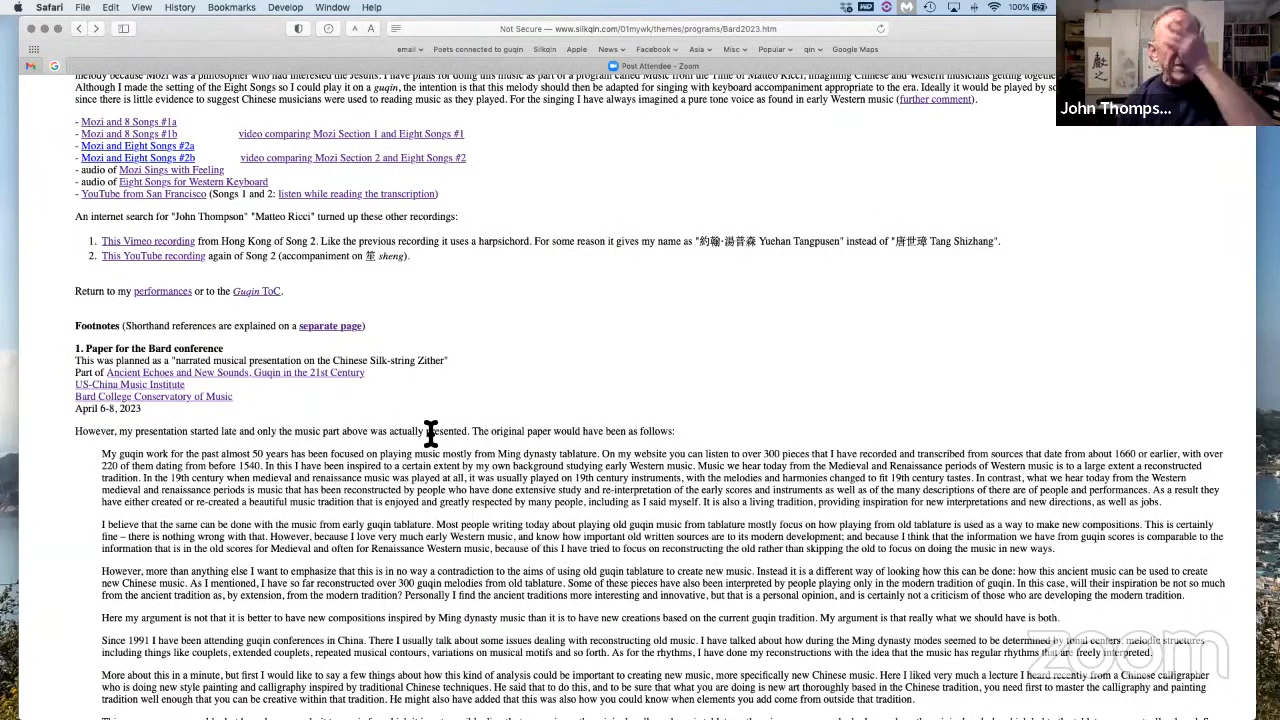 Not Secure — www.silkqin.com/01mywk/themes/programs/Bard2023.htm
email Poets connected to guqin Silkqin Apple News Facebook Asia Misc Popular qin Google Maps
Post Attendee - Zoom
John Thomps...
melody because Mozi was a philosopher who had interested the Jesuits. I have plans for doing this music as part of a program called Music from the Time of Matteo Ricci, imagining Chinese and Western musicians getting
Although I made the setting of the Eight Songs so I could play it on a guqin, the intention is that this melody should then be adapted for singing with keyboard accompaniment appropriate to the era. Ideally it would be played by
since there is little evidence to suggest Chinese musicians were used to reading music as they played. For the singing I have always imagined a pure tone voice as found in early Western music (further comment).
- Mozi and 8 Songs #1a
- Mozi and 8 Songs #1b video comparing Mozi Section 1 and Eight Songs #1
- Mozi and Eight Songs #2a
- Mozi and Eight Songs #2b video comparing Mozi Section 2 and Eight Songs #2
- audio of Mozi Sings with Feeling
- audio of Eight Songs for Western Keyboard
- YouTube from San Francisco (Songs 1 and 2: listen while reading the transcription)
An internet search for "John Thompson" "Matteo Ricci" turned up these other recordings:
1. This Vimeo recording from Hong Kong of Song 2. Like the previous recording it uses a harpsichord. For some reason it gives my name as "約翰·湯普森 Yuehan Tangpusen" instead of "唐世璋 Tang Shizhang".
2. This YouTube recording again of Song 2 (accompaniment on 笙 sheng).
Return to my performances or to the Guqin ToC.
Footnotes (Shorthand references are explained on a separate page)
1. Paper for the Bard conference
This was planned as a "narrated musical presentation on the Chinese Silk-string Zither"
Part of Ancient Echoes and New Sounds, Guqin in the 21st Century
US-China Music Institute
Bard College Conservatory of Music
April 6-8, 2023
However, my presentation started late and only the music part above was actually presented. The original paper would have been as follows:
My guqin work for the past almost 50 years has been focused on playing music mostly from Ming dynasty tablature. On my website you can listen to over 300 pieces that I have recorded and transcribed from sources that date from about 1660 or earlier, with over
220 of them dating from before 1540. In this I have been inspired to a certain extent by my own background studying early Western music. Music we hear today from the Medieval and Renaissance periods of Western music is to a large extent a reconstructed
tradition. In the 19th century when medieval and renaissance music was played at all, it was usually played on 19th century instruments, with the melodies and harmonies changed to fit 19th century tastes. In contrast, what we hear today from the Western
medieval and renaissance periods is music that has been reconstructed by people who have done extensive study and re-interpretation of the early scores and instruments as well as of the many descriptions of there are of people and performances. As a result they
have either created or re-created a beautiful music tradition that is enjoyed and greatly respected by many people, including as I said myself. It is also a living tradition, providing inspiration for new interpretations and new directions, as well as jobs.
I believe that the same can be done with the music from early guqin tablature. Most people writing today about playing old guqin music from tablature mostly focus on how playing from old tablature is used as a way to make new compositions. This is certainly
fine – there is nothing wrong with that. However, because I love very much early Western music, and know how important old written sources are to its modern development; and because I think that the information we have from guqin scores is comparable to the
information that is in the old scores for Medieval and often for Renaissance Western music, because of this I have tried to focus on reconstructing the old rather than skipping the old to focus on doing the music in new ways.
However, more than anything else I want to emphasize that this is in no way a contradiction to the aims of using old guqin tablature to create new music. Instead it is a different way of looking how this can be done: how this ancient music can be used to create
new Chinese music. As I mentioned, I have so far reconstructed over 300 guqin melodies from old tablature. Some of these pieces have also been interpreted by people playing only in the modern tradition of guqin. In this case, will their inspiration be not so much
from the ancient tradition as, by extension, from the modern tradition? Personally I find the ancient traditions more interesting and innovative, but that is a personal opinion, and is certainly not a criticism of those who are developing the modern tradition.
Here my argument is not that it is better to have new compositions inspired by Ming dynasty music than it is to have new creations based on the current guqin tradition. My argument is that really what we should have is both.
Since 1991 I have been attending guqin conferences in China. There I usually talk about some issues dealing with reconstructing old music. I have talked about how during the Ming dynasty modes seemed to be determined by tonal centers, melodic structures
including things like couplets, extended couplets, repeated musical contours, variations on musical motifs and so forth. As for the rhythms, I have done my reconstructions with the idea that the music has regular rhythms that are freely interpreted.
More about this in a minute, but first I would like to say a few things about how this kind of analysis could be important to creating new music, more specifically new Chinese music. Here I liked very much a lecture I heard recently from a Chinese calligrapher
who is doing new style painting and calligraphy inspired by traditional Chinese techniques. He said that to do this, and to be sure that what you are doing is new art thoroughly based in the Chinese tradition, you need first to master the calligraphy and painting
tradition well enough that you can be creative within that tradition. He might also have added that this was also how you could know when elements you add come from outside that tradition.
zoom